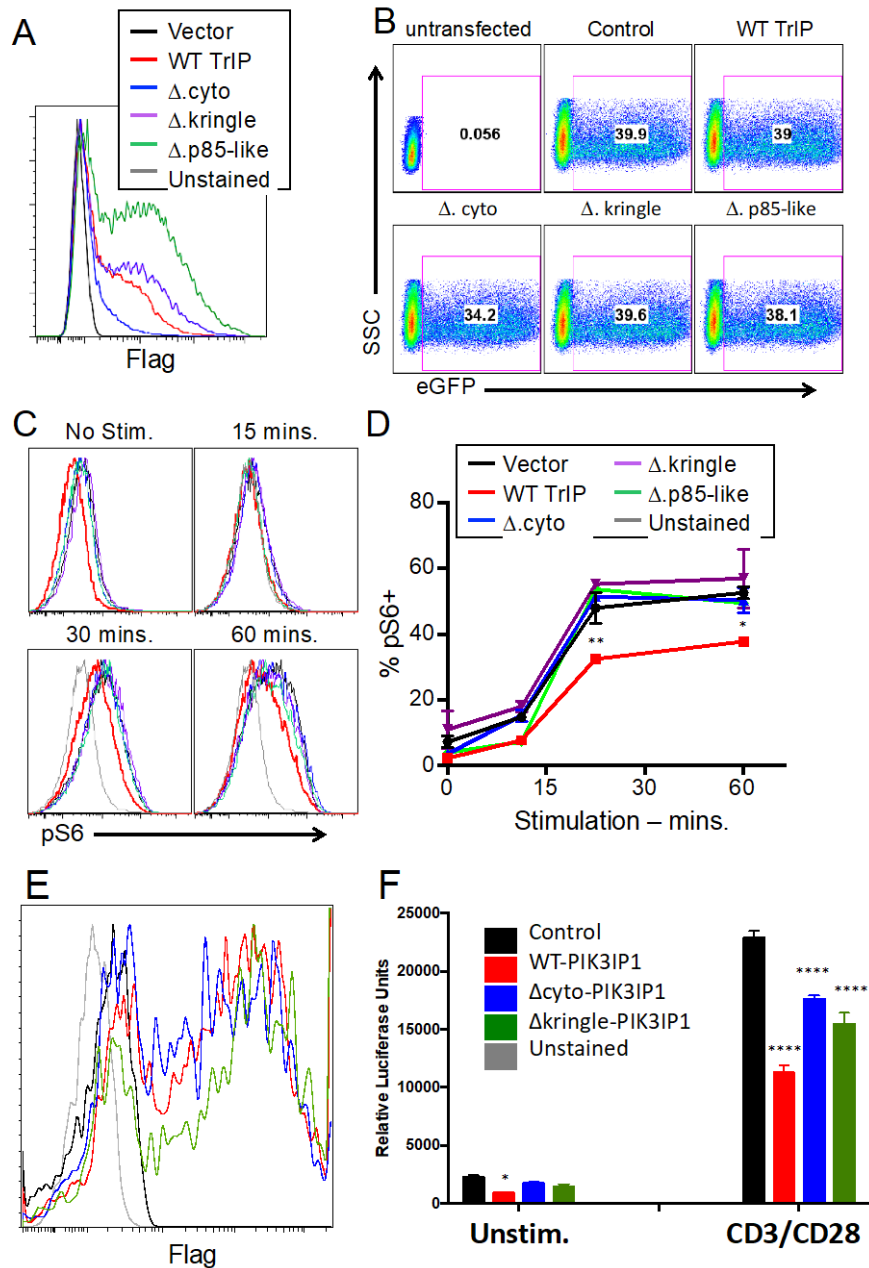 A
Vector
WT TrIP
Δ.cyto
Δ.kringle
Δ.p85-like
Unstained
Flag
B
untransfected
Control
WT TrIP
0.056
39.9
39
Δ. cyto
Δ. kringle
Δ. p85-like
34.2
39.6
38.1
SSC
eGFP
C
No Stim.
15 mins.
30 mins.
60 mins.
pS6
D
Vector
WT TrIP
Δ.cyto
Δ.kringle
Δ.p85-like
Unstained
80
60
40
20
0
% pS6+
**
*
0
15
30
60
Stimulation – mins.
E
Flag
F
Control
WT-PIK3IP1
Δcyto-PIK3IP1
Δkringle-PIK3IP1
Unstained
Relative Luciferase Units
25000
20000
15000
10000
5000
0
*
****
****
****
Unstim.
CD3/CD28